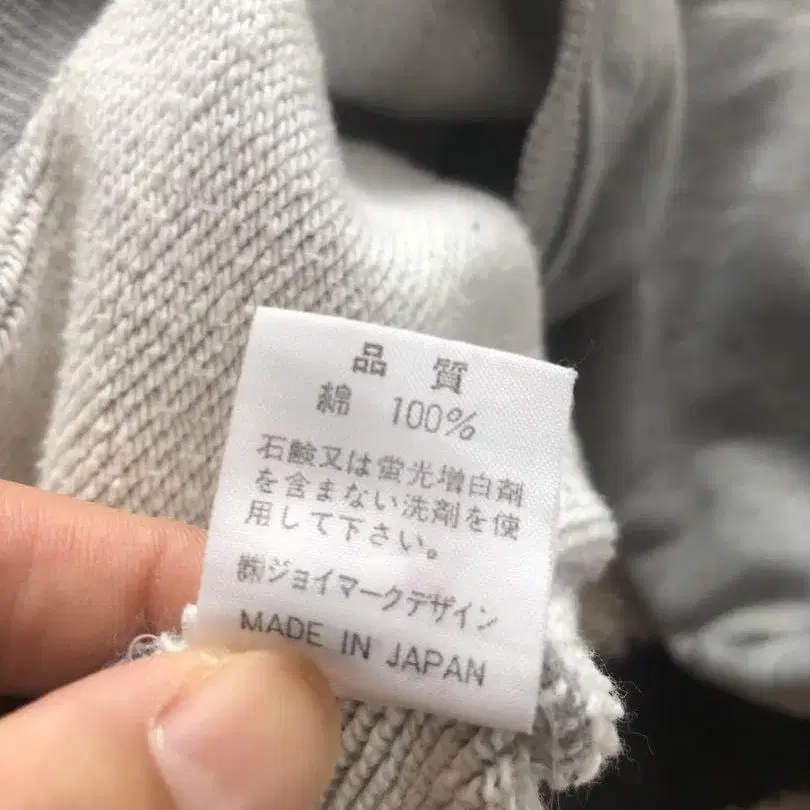 品 質
綿 100%
石鹸又は蛍光増白剤
を含まない洗剤を使
用して下さい。
㈱ジョイマークデザイン
MADE IN JAPAN